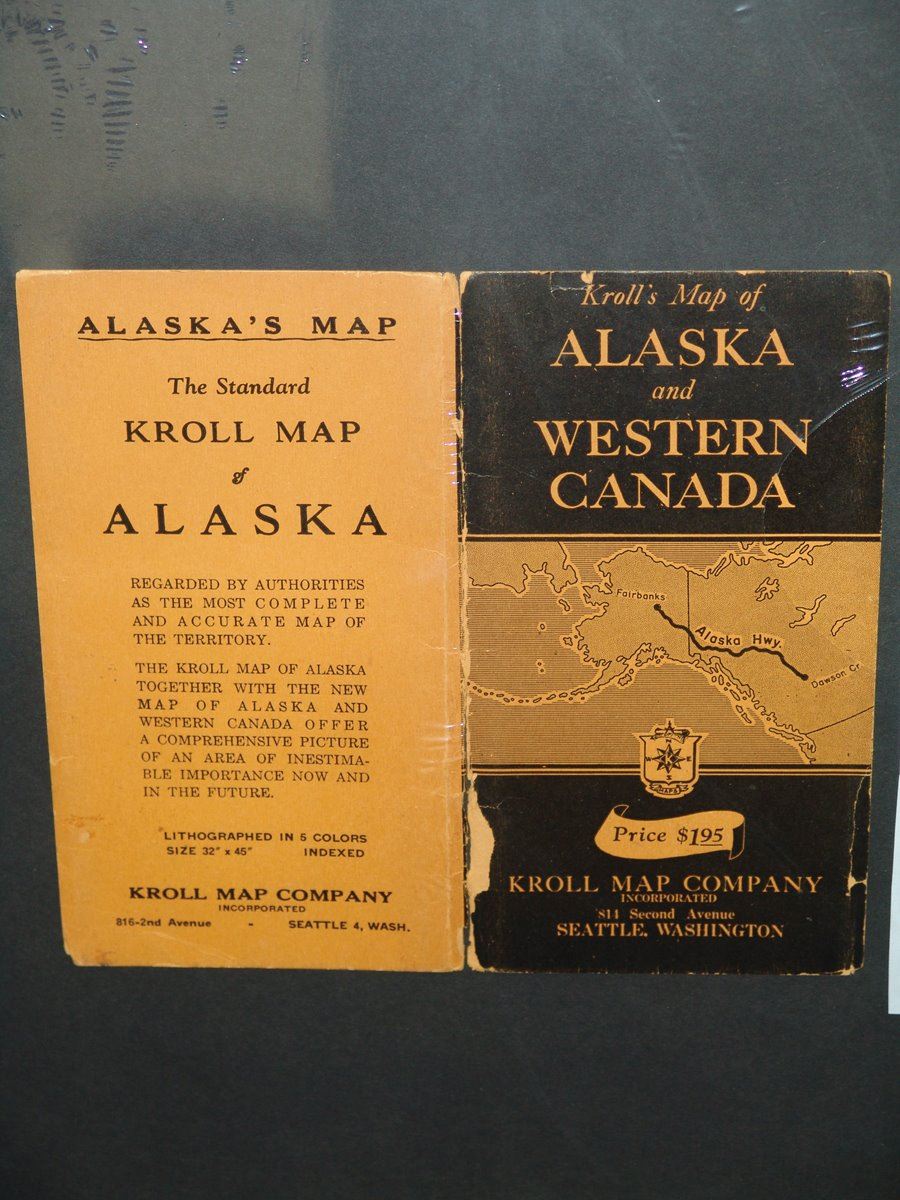 ALASKA'S MAP
The Standard
KROLL MAP
of
ALASKA
REGARDED BY AUTHORITIES
AS THE MOST COMPLETE
AND ACCURATE MAP OF
THE TERRITORY.
THE KROLL MAP OF ALASKA
TOGETHER WITH THE NEW
MAP OF ALASKA AND
WESTERN CANADA OFFER
A COMPREHENSIVE PICTURE
OF AN AREA OF INESTIMA-
BLE IMPORTANCE NOW AND
IN THE FUTURE.
LITHOGRAPHED IN 5 COLORS
SIZE 32" x 45" INDEXED
KROLL MAP COMPANY
INCORPORATED
816-2nd Avenue - SEATTLE 4, WASH.
Kroll's Map of
ALASKA
and
WESTERN
CANADA
Fairbanks
Alaska Hwy.
Dawson Cr
N
W E
S
MAPS
Price $1.95
KROLL MAP COMPANY
INCORPORATED
814 Second Avenue
SEATTLE, WASHINGTON